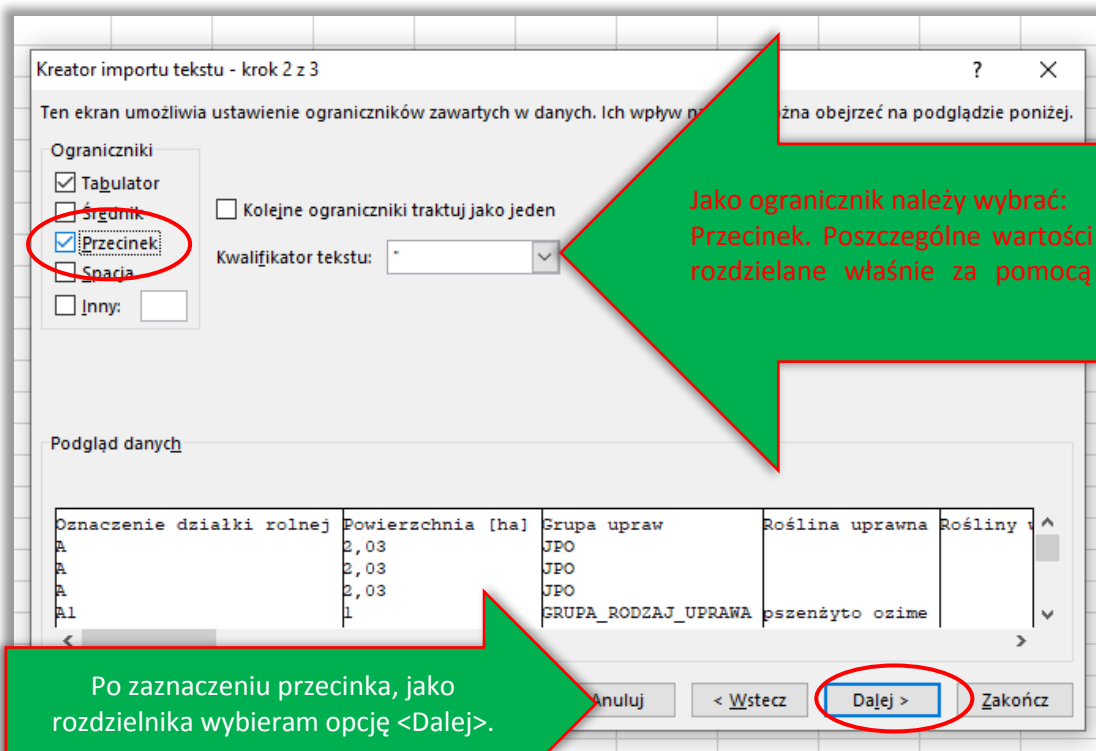 Kreator importu tekstu - krok 2 z 3
?
Ten ekran umożliwia ustawienie ograniczników zawartych w danych. Ich wpływ
obejrzeć na podglądzie poniżej.
Ograniczniki
Tabulator
Średnik
Przecinek
Spacja
Inny:
Kolejne ograniczniki traktuj jako jeden
Kwalifikator tekstu: "
Jako ogranicznik należy wybrać:
Przecinek. Poszczególne wartości
rozdzielane właśnie za pomocą
Podgląd danych
Oznaczenie działki rolnej Powierzchnia [ha] Grupa upraw Roślina uprawna Rośliny
A 2,03 JPO
A 2,03 JPO
A 2,03 JPO
A1 1 GRUPA_RODZAJ_UPRAWA pszenżyto ozime
Po zaznaczeniu przecinka, jako
rozdzielnika wybieram opcję <Dalej>.
Anuluj
< Wstecz
Dalej >
Zakończ